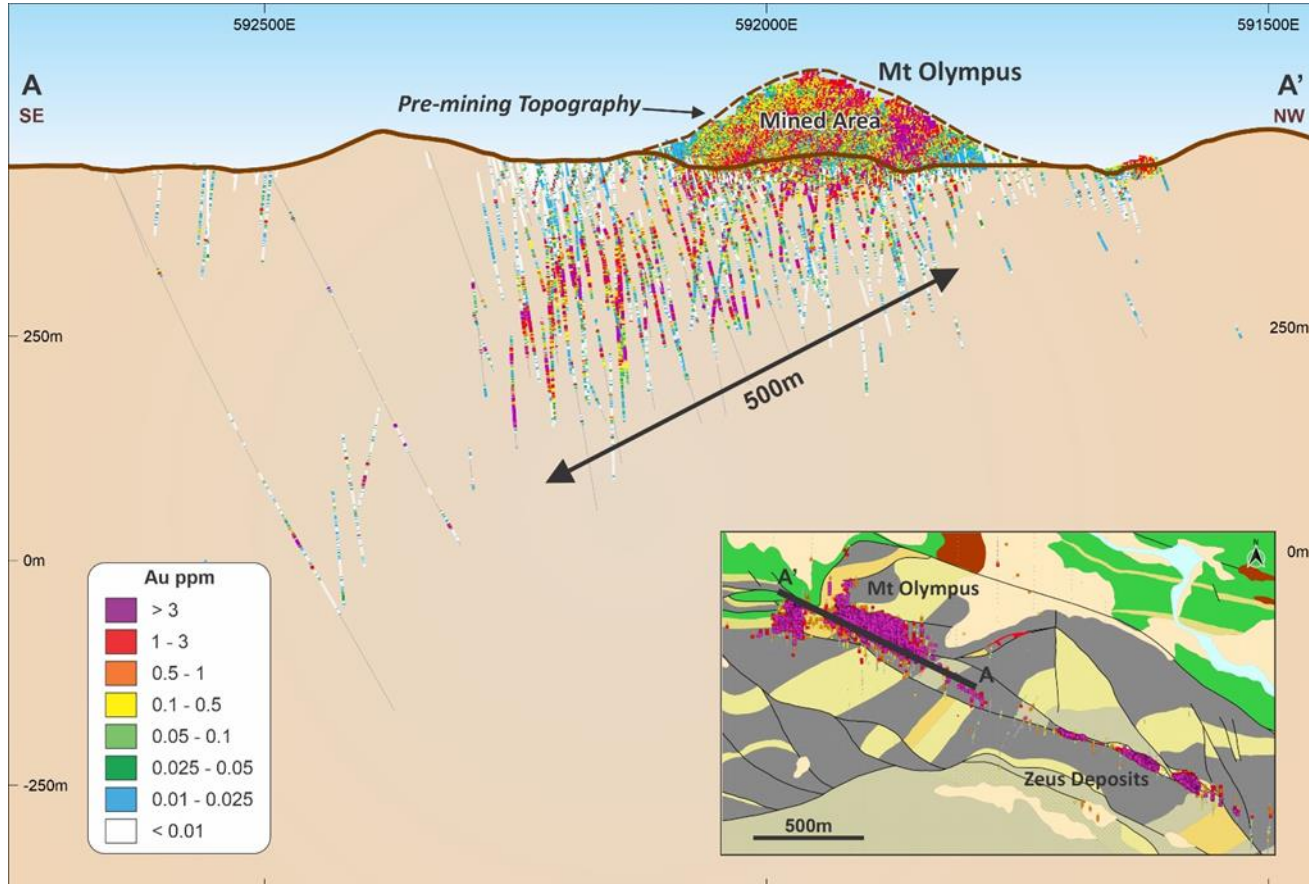 592500E
592000E
591500E
A
SE
Mt Olympus
A'
NW
Pre-mining Topography
Mined Area
250m
250m
500m
0m
0m
-250m
Au ppm
> 3
1 - 3
0.5 - 1
0.1 - 0.5
0.05 - 0.1
0.025 - 0.05
0.01 - 0.025
< 0.01
N
A'
Mt Olympus
A
Zeus Deposits
500m